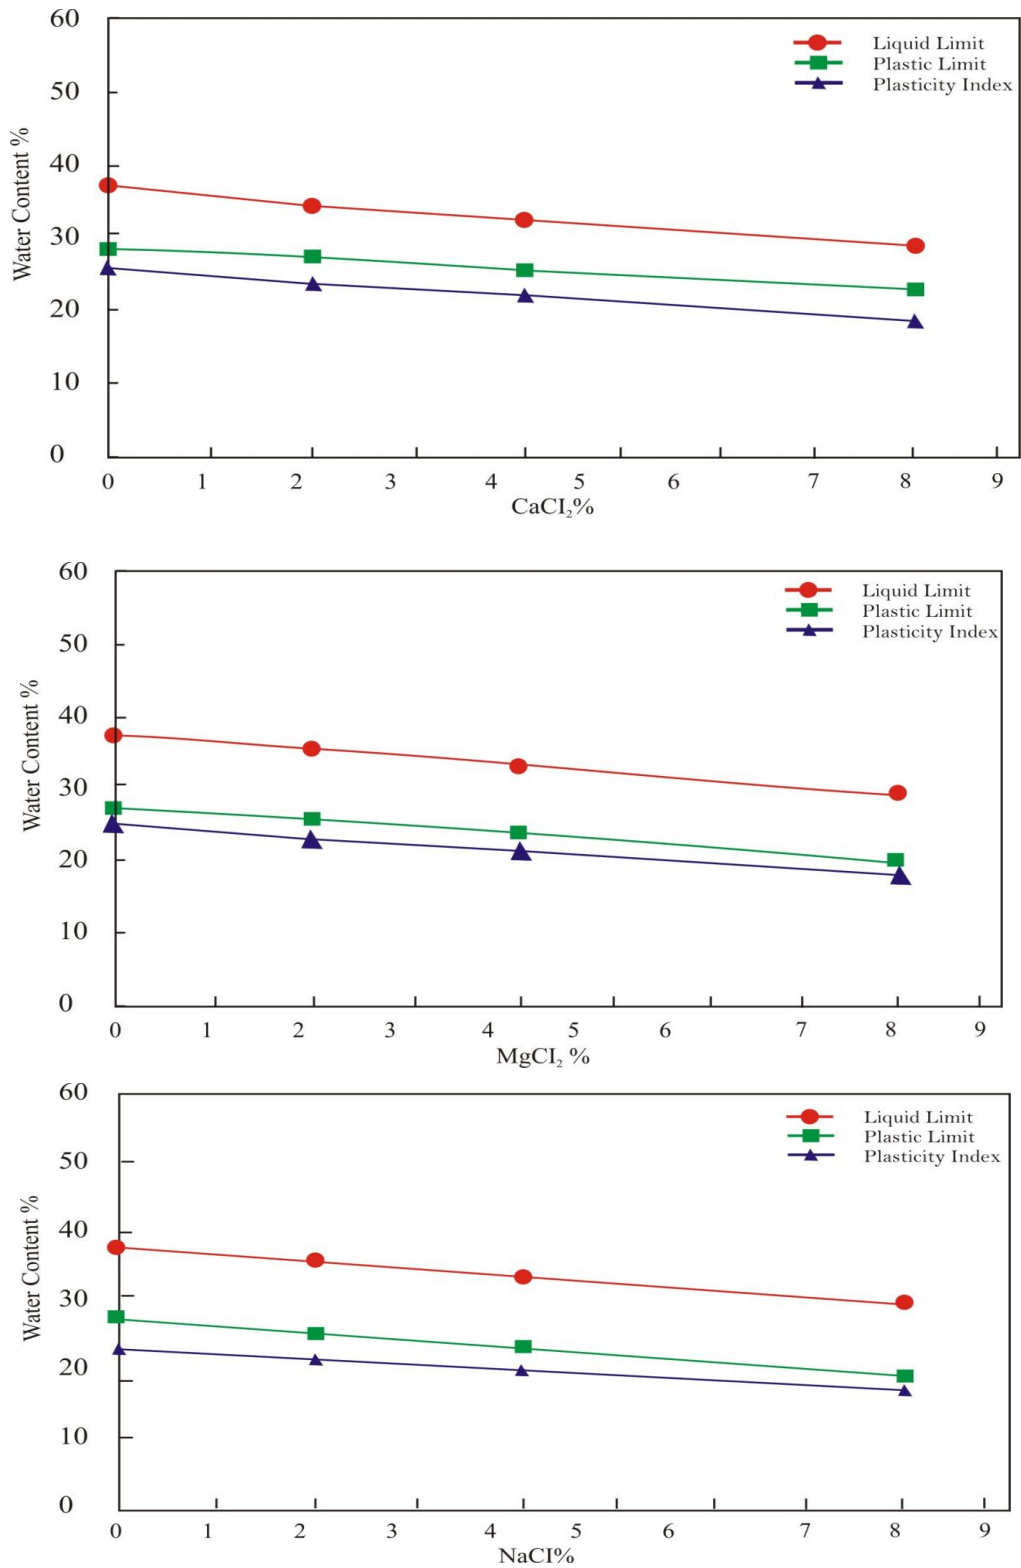 60
Liquid Limit
Plastic Limit
Plasticity Index
50
40
30
20
10
0
Water Content %
0 1 2 3 4 5 6 7 8 9
CaCI₂%
60
Liquid Limit
Plastic Limit
Plasticity Index
50
40
30
20
10
0
Water Content %
0 1 2 3 4 5 6 7 8 9
MgCI₂ %
60
Liquid Limit
Plastic Limit
Plasticity Index
50
40
30
20
10
0
Water Content %
0 1 2 3 4 5 6 7 8 9
NaCI%